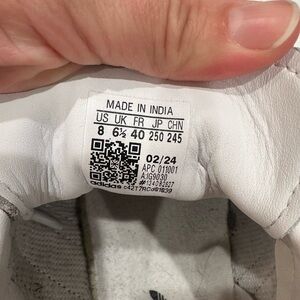 MADE IN INDIA
US UK FR JP CHN
8 6½ 40 250 245
02/24
APC 011001
#134092627
adidas